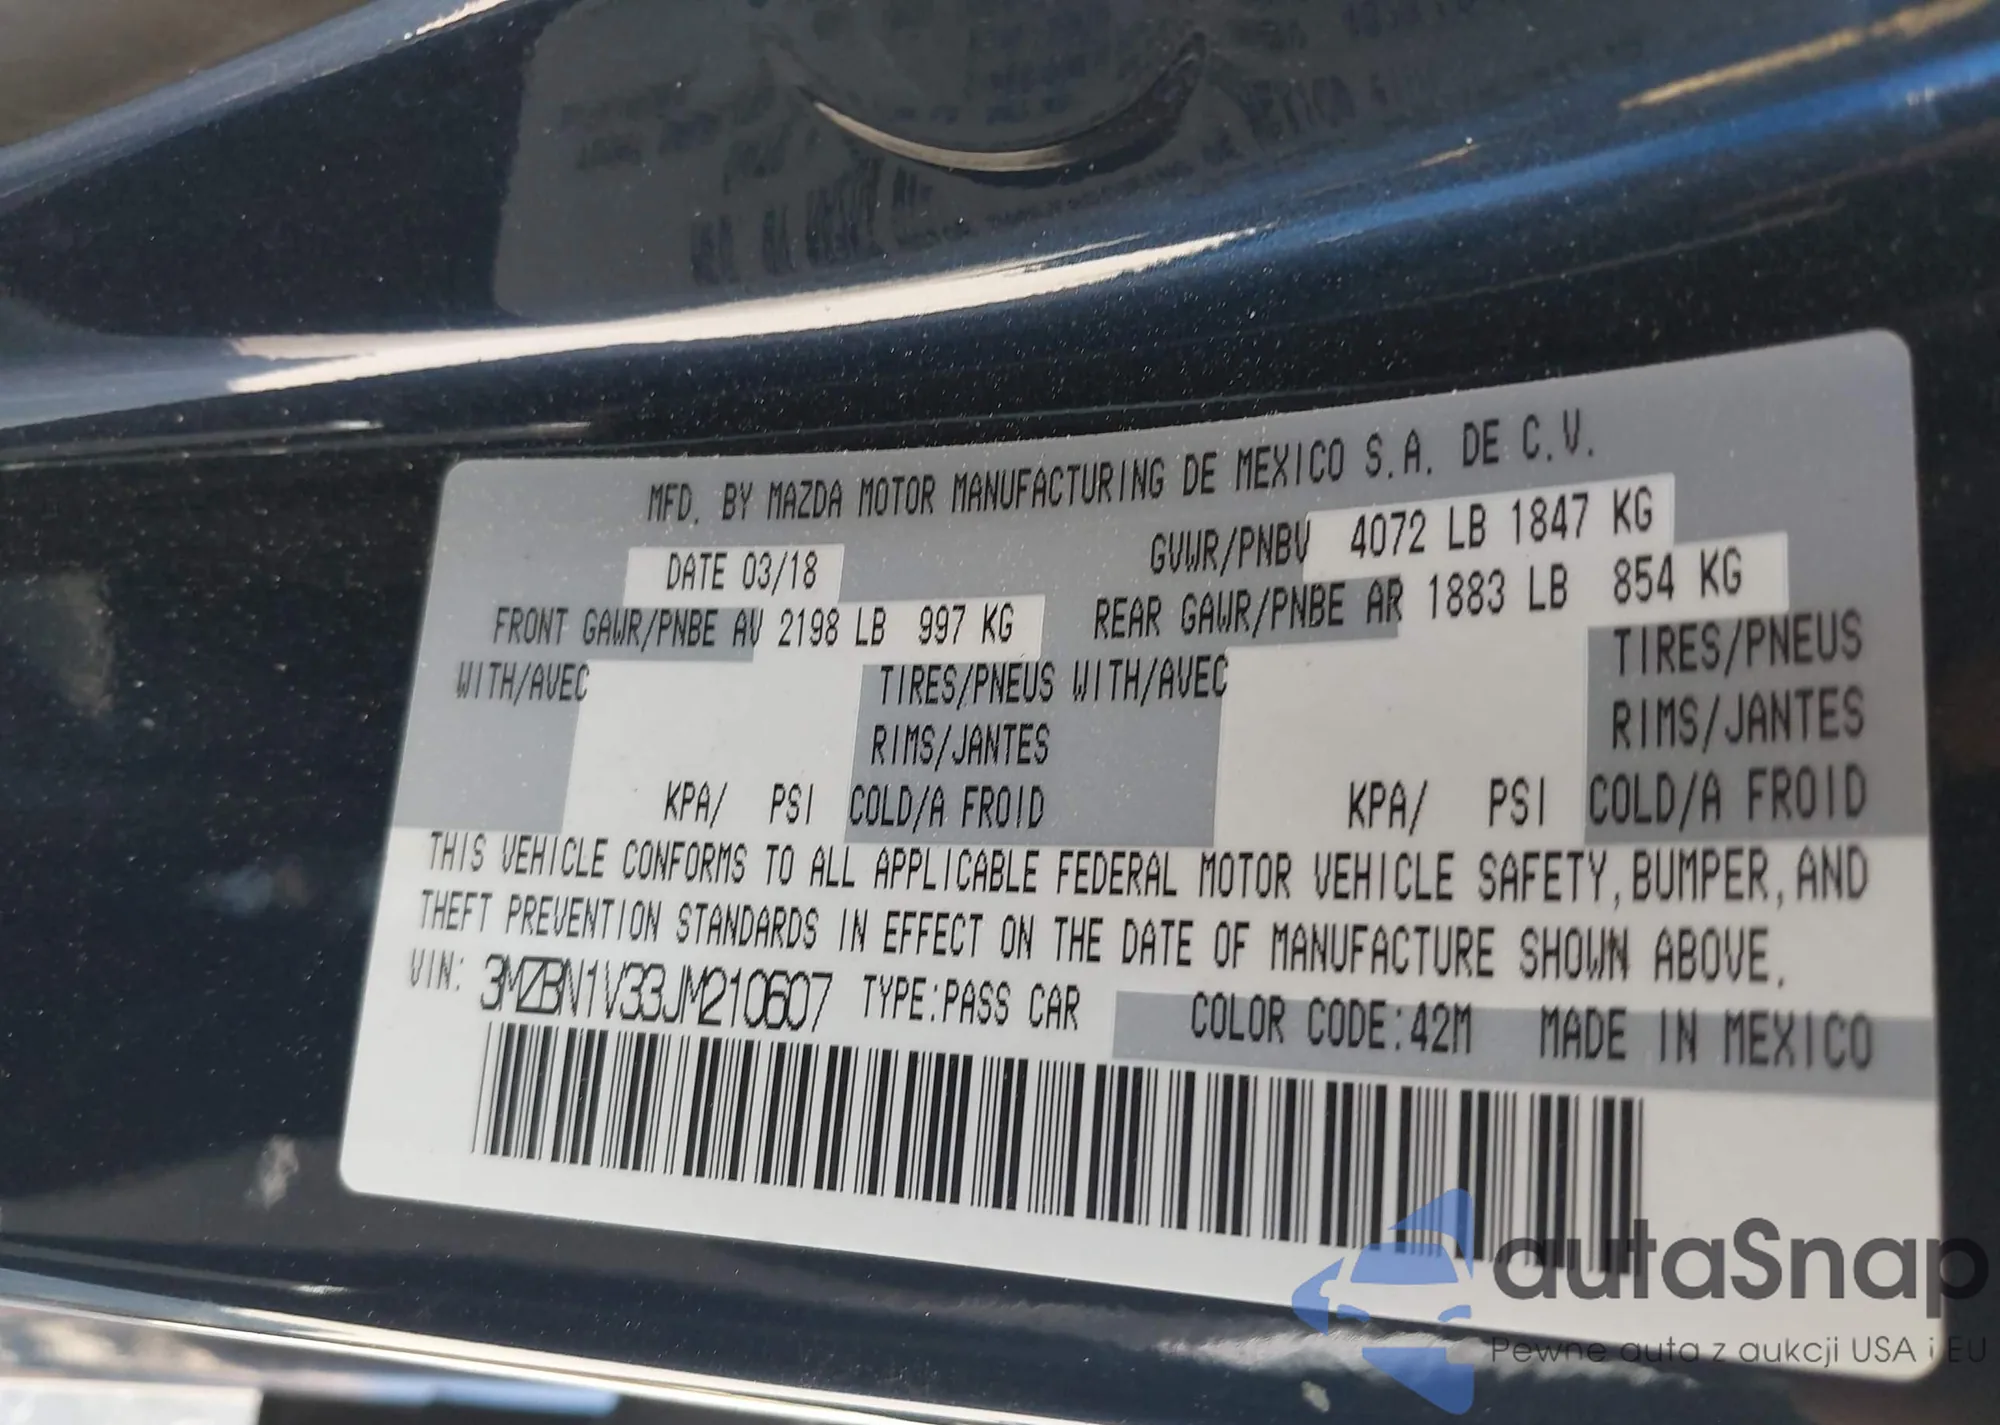 MFD. BY MAZDA MOTOR MANUFACTURING DE MEXICO S.A. DE C.V.
DATE 03/18 GVWR/PNBV 4072 LB 1847 KG
FRONT GAWR/PNBE AV 2198 LB 997 KG REAR GAWR/PNBE AR 1883 LB 854 KG
WITH/AVEC TIRES/PNEUS WITH/AVEC TIRES/PNEUS
RIMS/JANTES RIMS/JANTES
KPA/ PSI COLD/A FROID KPA/ PSI COLD/A FROID
THIS VEHICLE CONFORMS TO ALL APPLICABLE FEDERAL MOTOR VEHICLE SAFETY, BUMPER, AND
THEFT PREVENTION STANDARDS IN EFFECT ON THE DATE OF MANUFACTURE SHOWN ABOVE.
VIN: 3MZBN1V33JM210607 TYPE:PASS CAR COLOR CODE:42M MADE IN MEXICO
autaSnap
Pewne auta z aukcji USA i EU